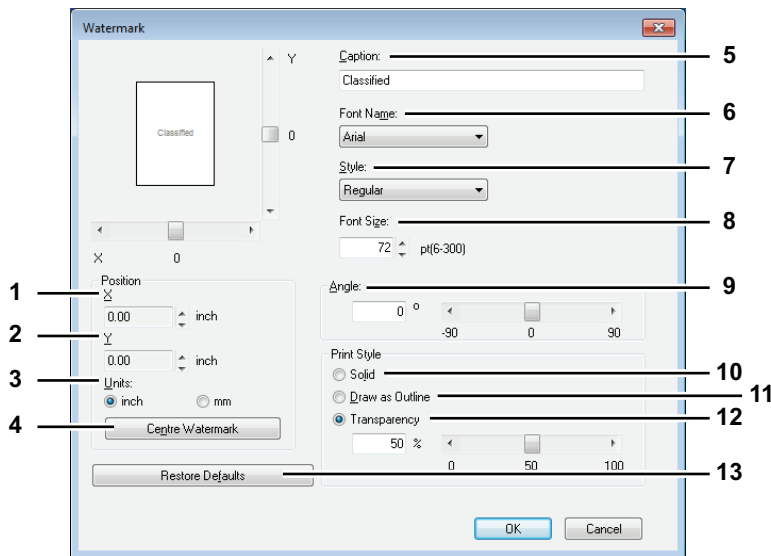 Watermark
Y
0
Classified
X 0
Position
1 X
0.00 inch
2 Y
0.00 inch
3 Units:
inch mm
4 Centre Watermark
Restore Defaults 13
Caption: 5
Classified
Font Name: 6
Arial
Style: 7
Regular
Font Size: 8
72 pt(6-300)
Angle: 9
0 °
-90 0 90
Print Style
Solid 10
Draw as Outline 11
Transparency 12
50 %
0 50 100
OK Cancel